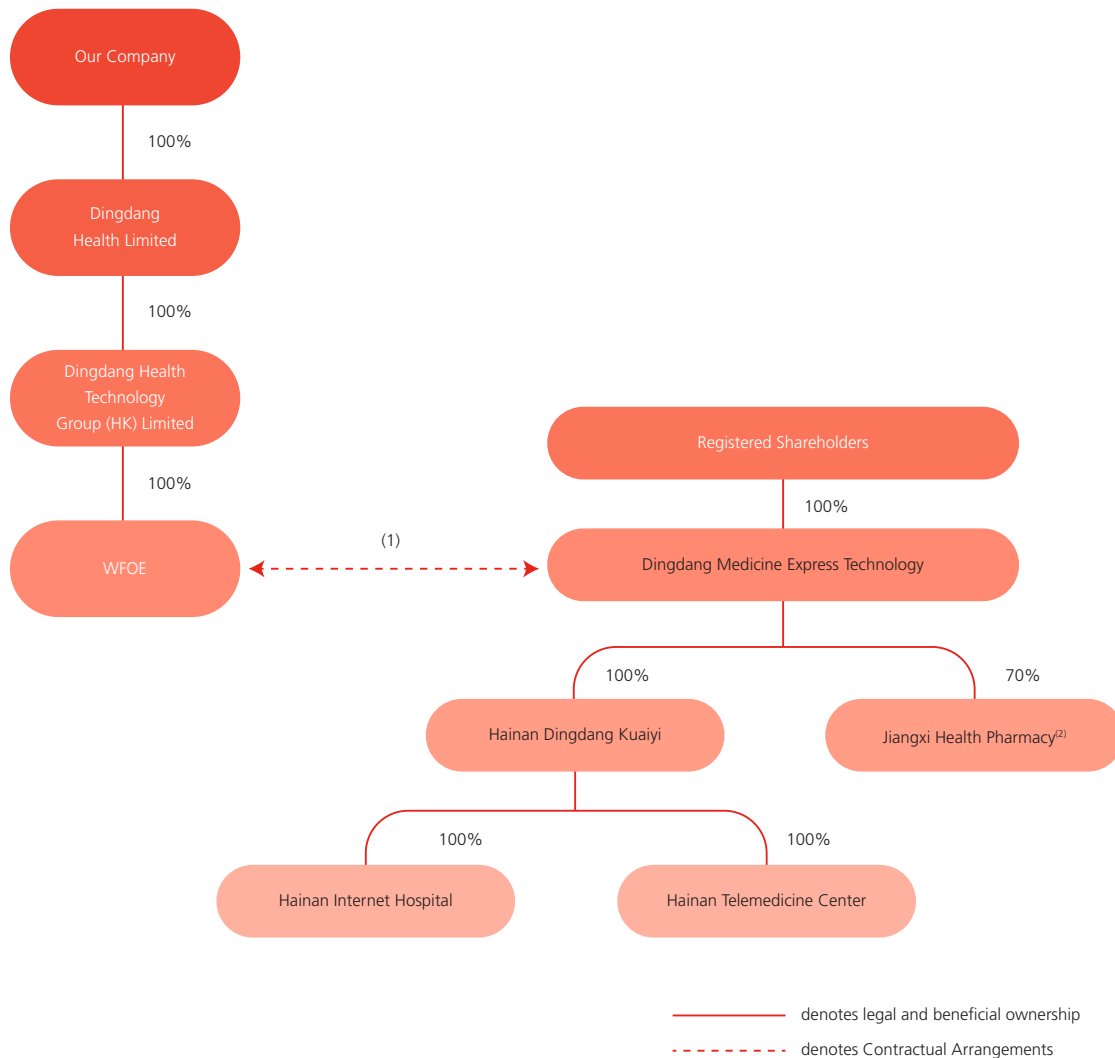 Our Company
100%
Dingdang
Health Limited
100%
Dingdang Health
Technology
Group (HK) Limited
100%
WFOE
(1)
Registered Shareholders
100%
Dingdang Medicine Express Technology
100%
70%
Hainan Dingdang Kuaiyi
Jiangxi Health Pharmacy(2)
100%
100%
Hainan Internet Hospital
Hainan Telemedicine Center
denotes legal and beneficial ownership
denotes Contractual Arrangements